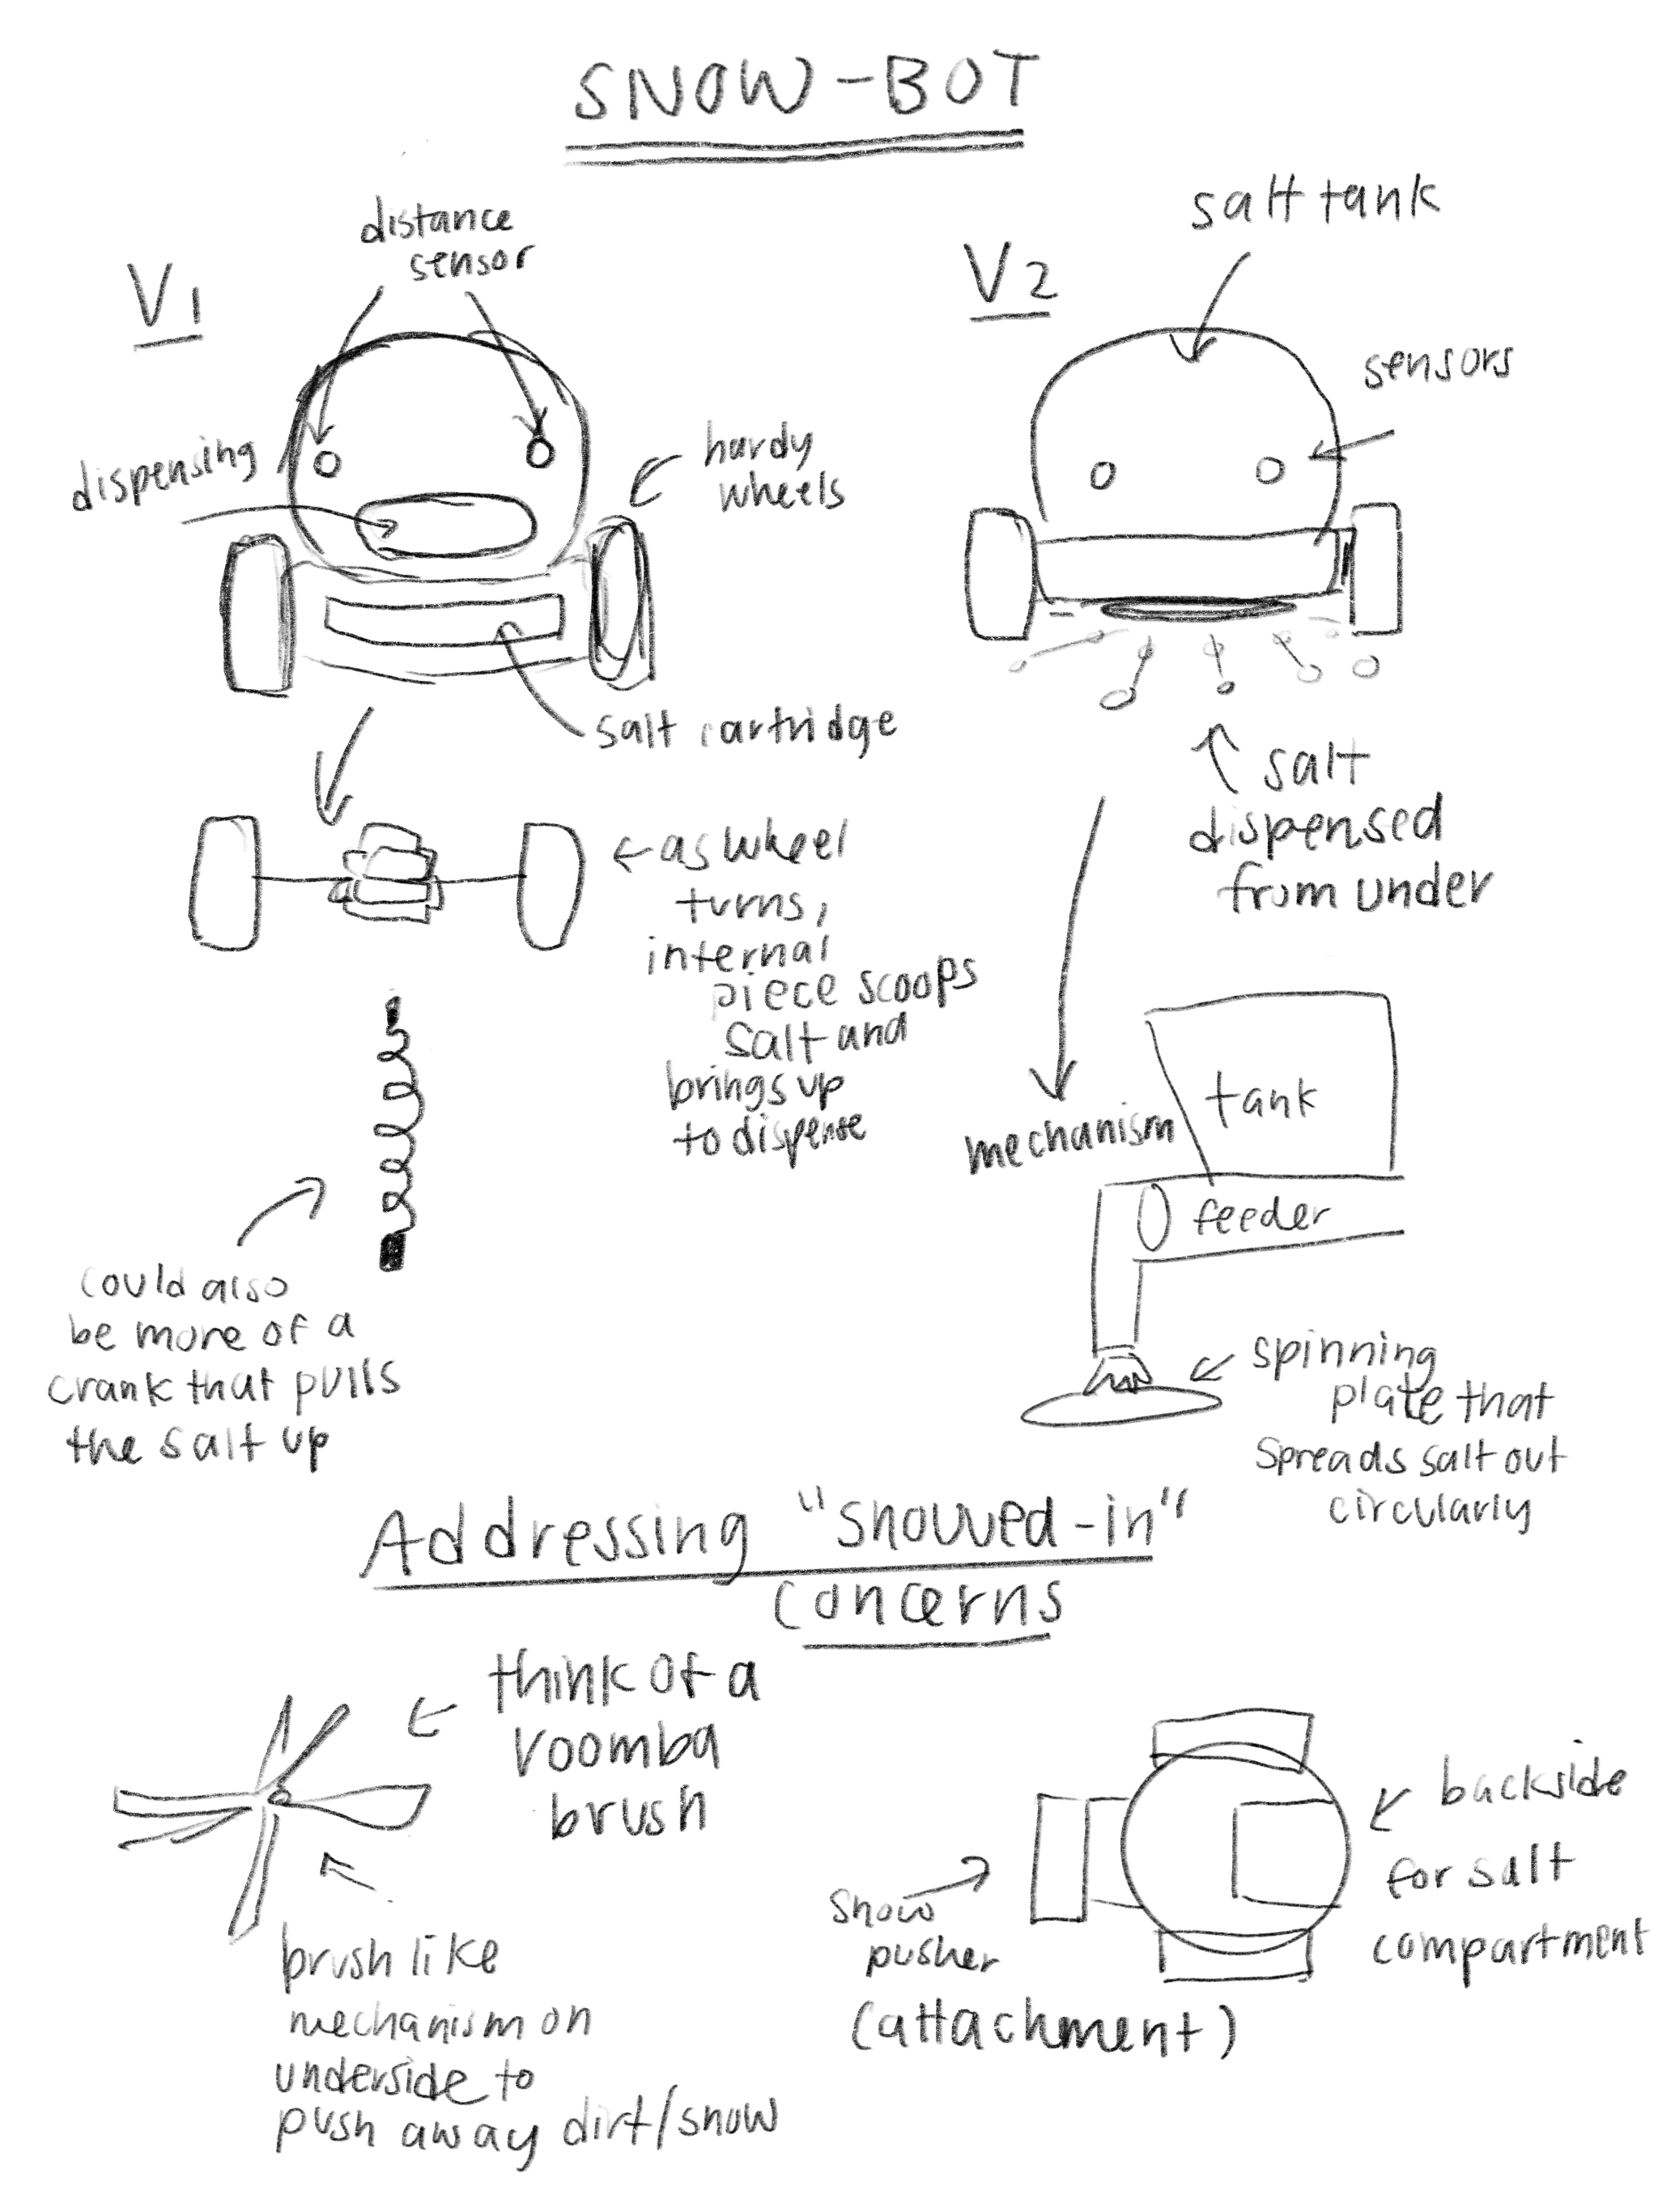 SNOW-BOT
V1
distance
sensor
dispensing
hardy
wheels
salt cartridge
← as wheel
turns,
internal
piece scoops
salt and
brings up
to dispense
could also
be more of a
crank that pulls
the salt up
V2
salt tank
sensors
salt
dispensed
from under
mechanism
tank
feeder
spinning
plate that
spreads salt out
circularly
Addressing "snowed-in"
concerns
think of a
roomba
brush
brush like
mechanism on
underside to
push away dirt/snow
snow
pusher
(attachment)
backside
for salt
compartment